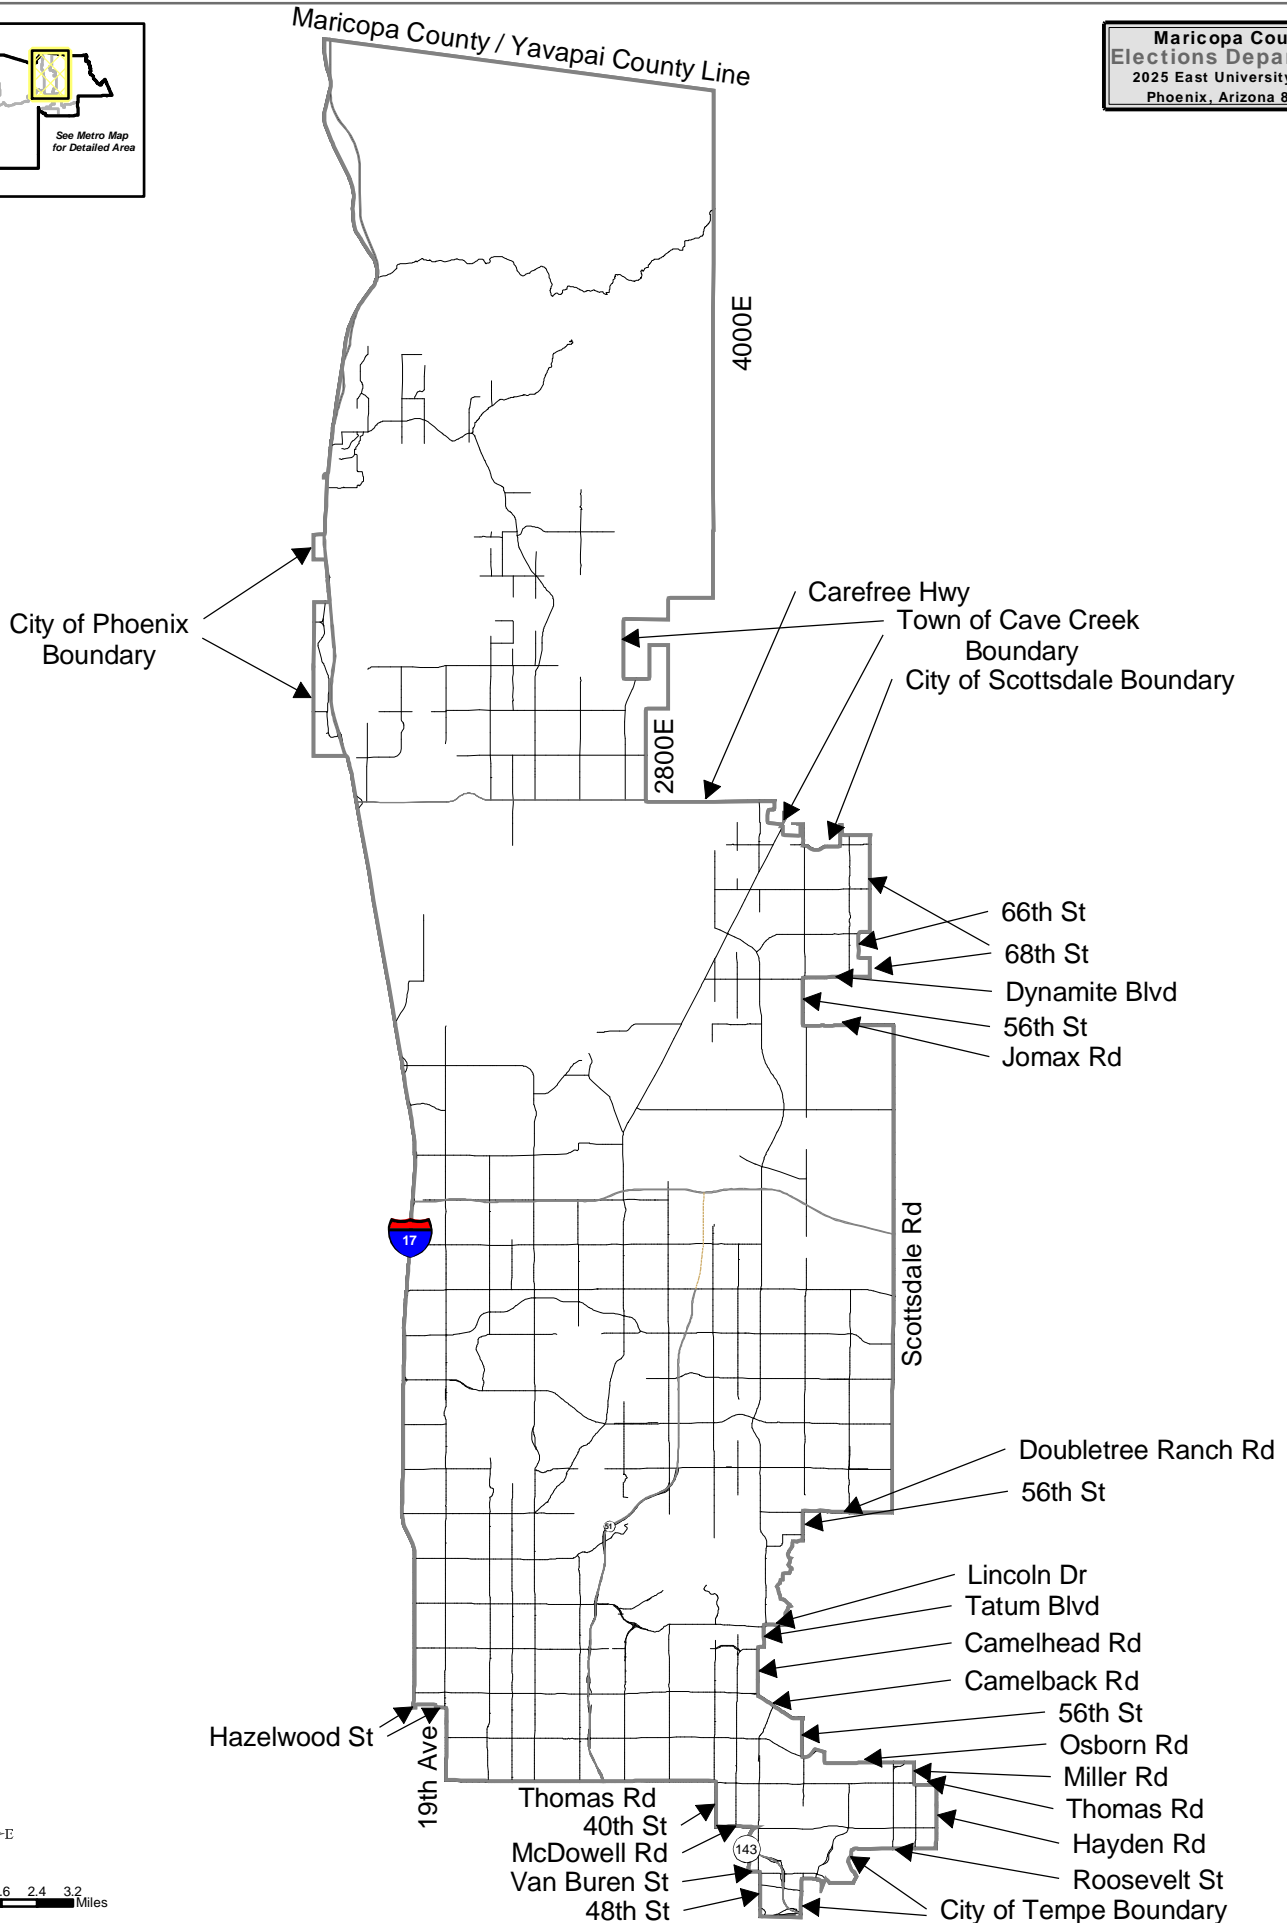 Maricopa County / Yavapai County Line
Maricopa Cou
Elections Depa
2025 East University
Phoenix, Arizona 8
See Metro Map
for Detailed Area
4000E
City of Phoenix
Boundary
Carefree Hwy
Town of Cave Creek
Boundary
City of Scottsdale Boundary
2800E
66th St
68th St
Dynamite Blvd
56th St
Jomax Rd
17
Scottsdale Rd
Doubletree Ranch Rd
56th St
51
Lincoln Dr
Tatum Blvd
Camelhead Rd
Camelback Rd
56th St
Osborn Rd
Miller Rd
Thomas Rd
Hayden Rd
Roosevelt St
City of Tempe Boundary
Hazelwood St
19th Ave
Thomas Rd
40th St
McDowell Rd
143
Van Buren St
48th St
E
.6 2.4 3.2
Miles